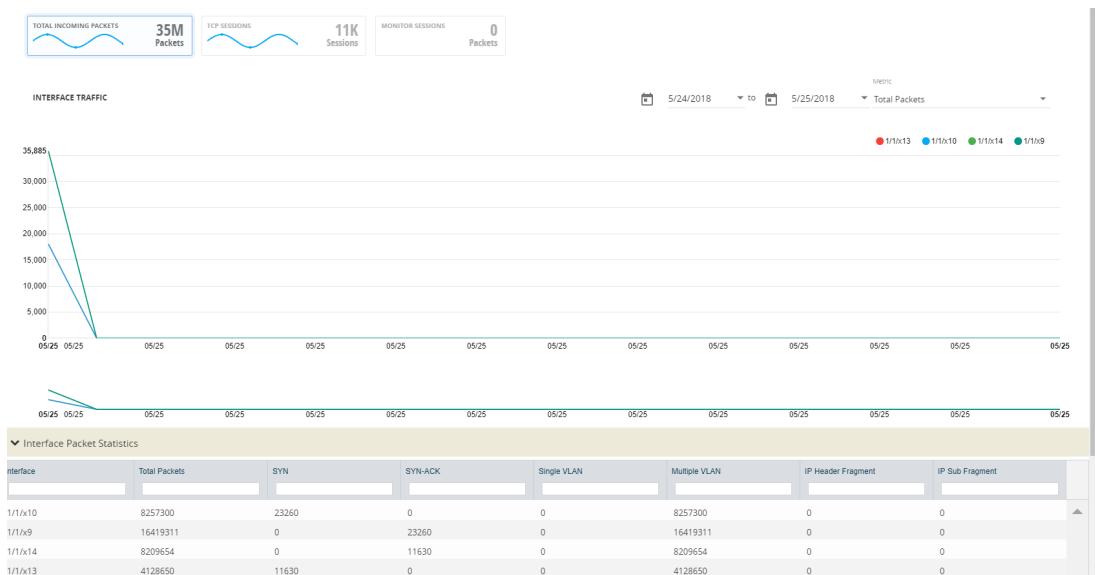 TOTAL INCOMING PACKETS 35M Packets
TCP SESSIONS 11K Sessions
MONITOR SESSIONS 0 Packets
Metric
INTERFACE TRAFFIC 5/24/2018 to 5/25/2018 Total Packets
1/1/x13 1/1/x10 1/1/x14 1/1/x9
35,885
30,000
25,000
20,000
15,000
10,000
5,000
0
05/25 05/25 05/25 05/25 05/25 05/25 05/25 05/25 05/25 05/25 05/25 05/25 05/25 05/25
05/25 05/25 05/25 05/25 05/25 05/25 05/25 05/25 05/25 05/25 05/25 05/25 05/25 05/25
Interface Packet Statistics
nterface Total Packets SYN SYN-ACK Single VLAN Multiple VLAN IP Header Fragment IP Sub Fragment
1/1/x10 8257300 23260 0 0 8257300 0 0
1/1/x9 16419311 0 23260 0 16419311 0 0
1/1/x14 8209654 0 11630 0 8209654 0 0
1/1/x13 4128650 11630 0 0 4128650 0 0